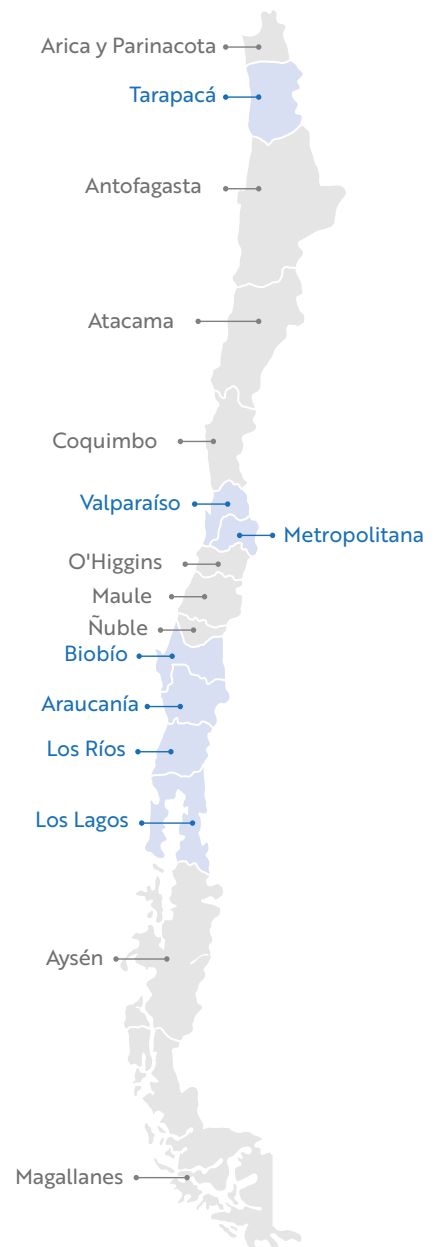 Arica y Parinacota
Tarapacá
Antofagasta
Atacama
Coquimbo
Valparaíso
Metropolitana
O'Higgins
Maule
Ñuble
Biobío
Araucanía
Los Ríos
Los Lagos
Aysén
Magallanes